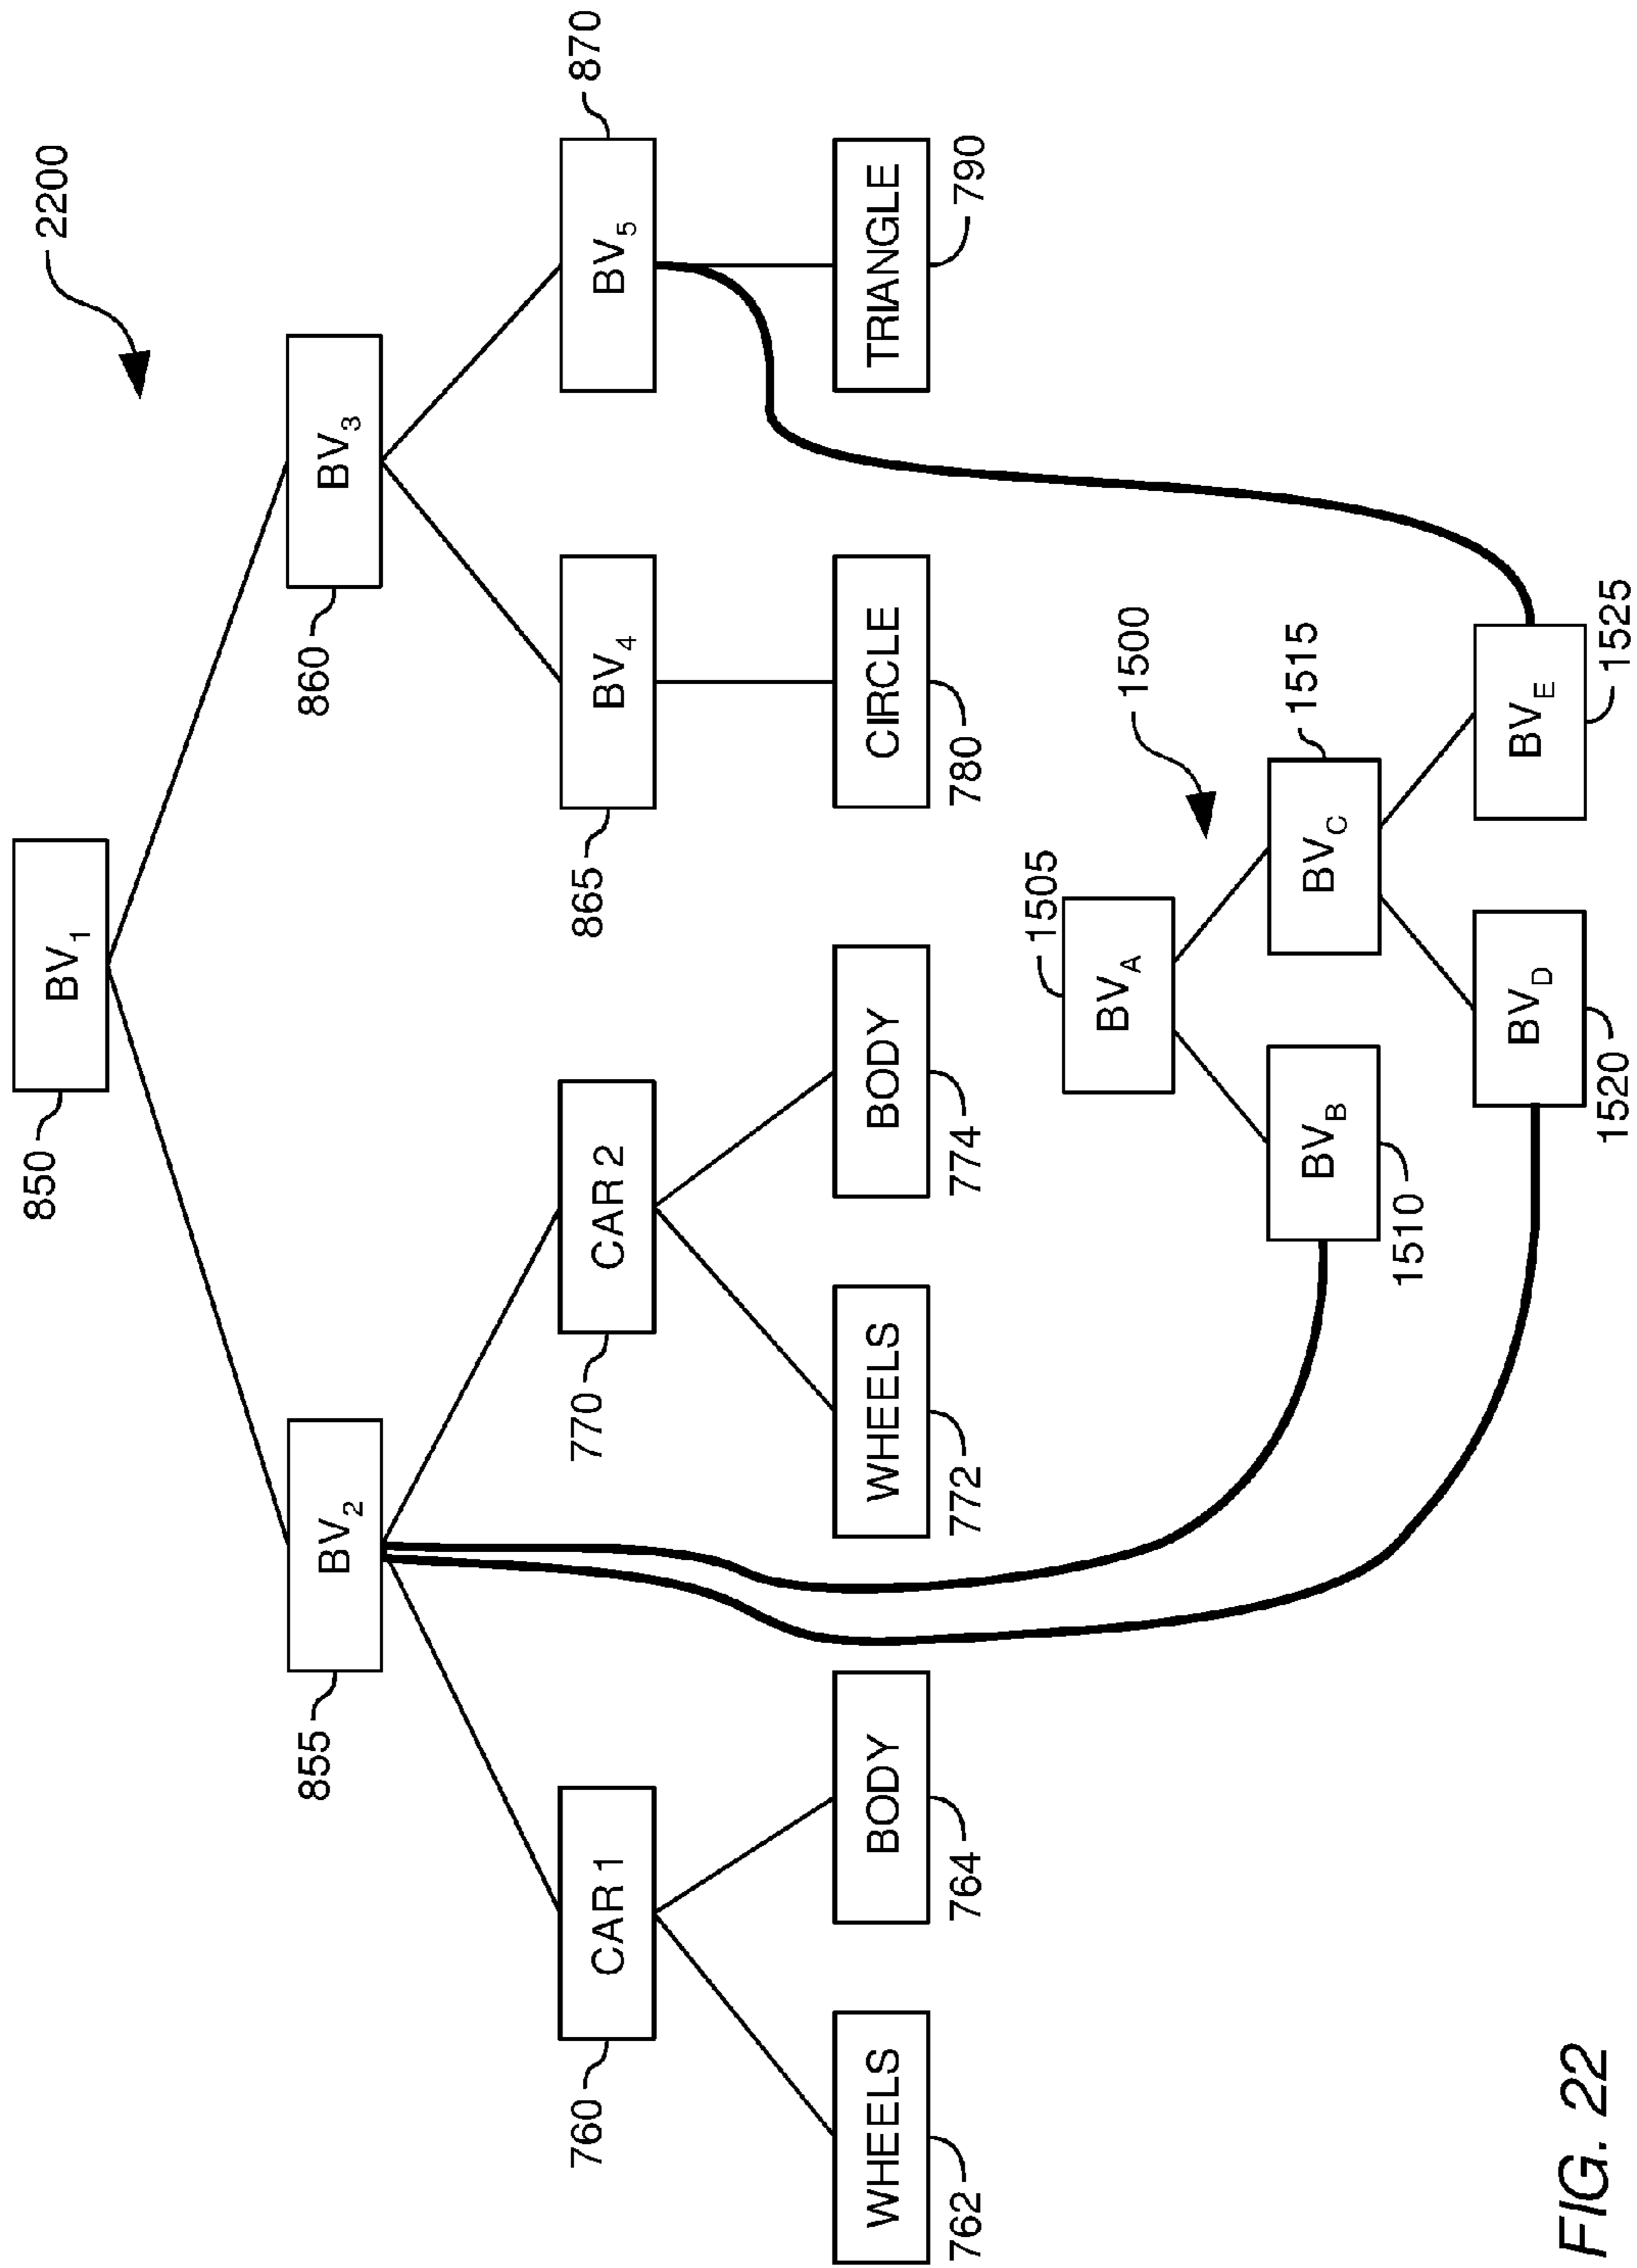 2200
850
BV1
855
BV2
860
BV3
760
CAR 1
770
CAR 2
865
BV4
BV5
870
WHEELS
BODY
WHEELS
BODY
CIRCLE
TRIANGLE
762
764
772
774
780
790
1505
BVA
1500
BVB
BVC
1515
1510
BVD
BVE
1520
1525
FIG. 22